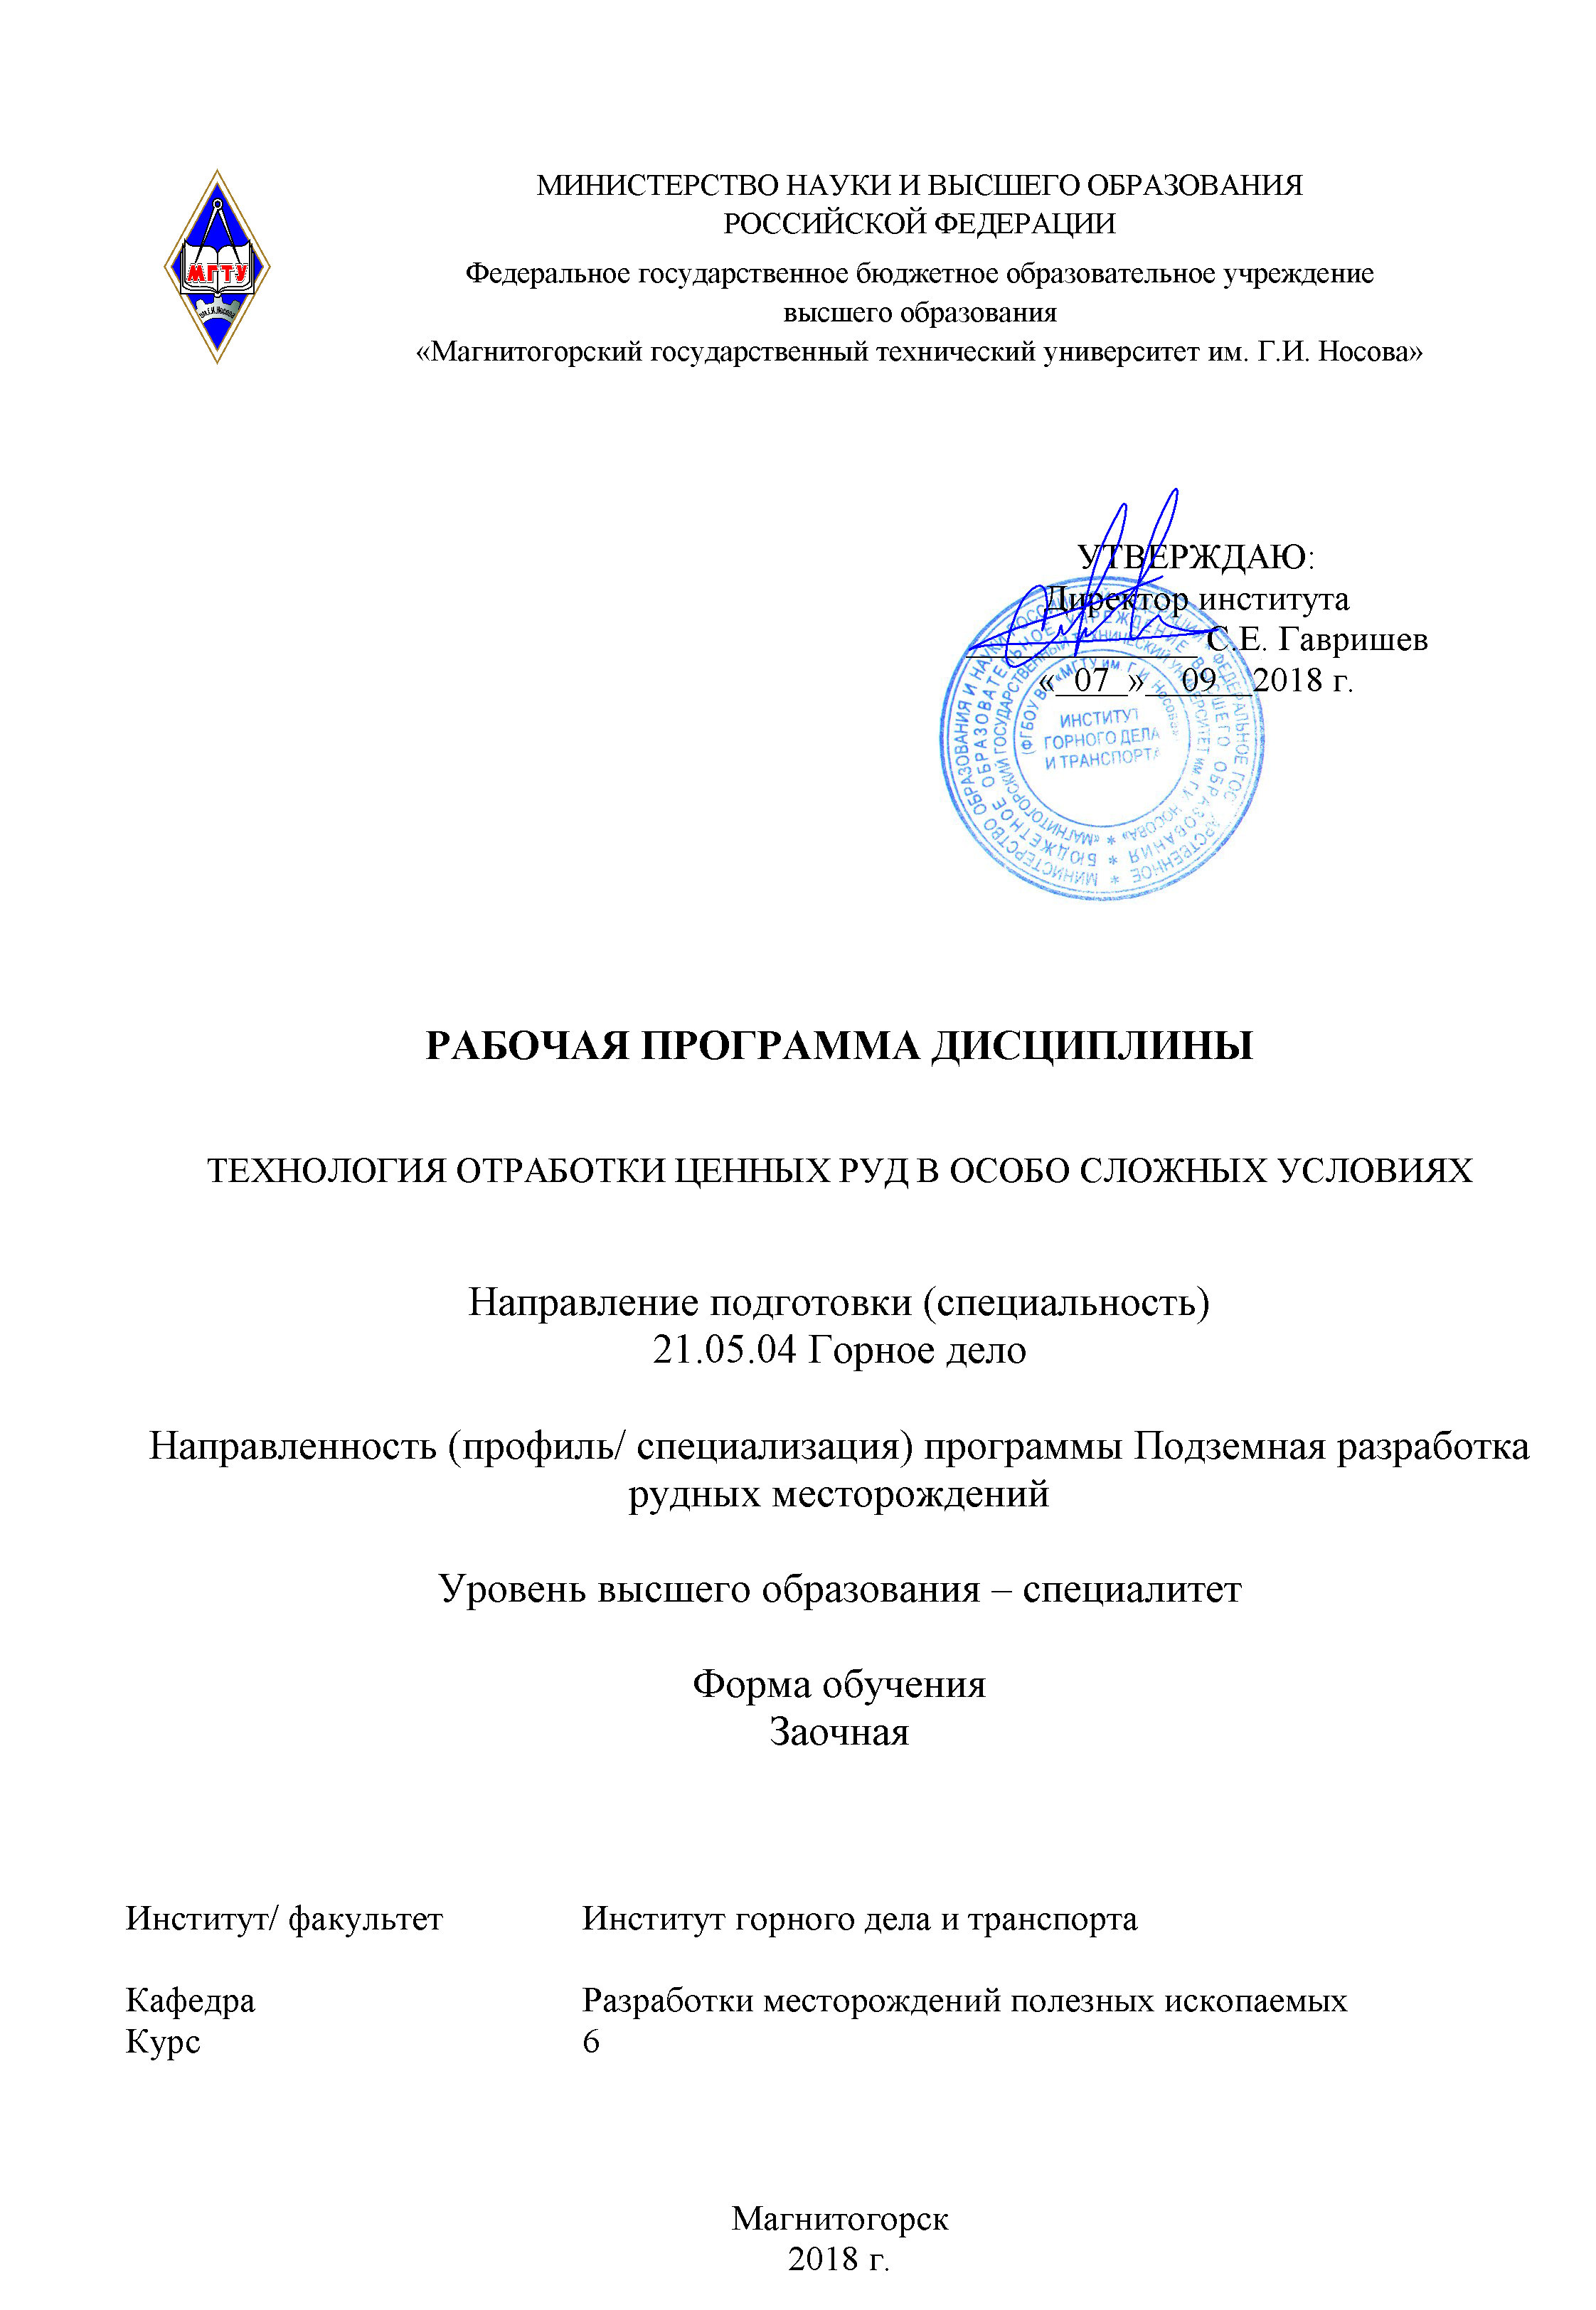 МИНИСТЕРСТВО НАУКИ И ВЫСШЕГО ОБРАЗОВАНИЯ
РОССИЙСКОЙ ФЕДЕРАЦИИ
Федеральное государственное бюджетное образовательное учреждение
высшего образования
«Магнитогорский государственный технический университет им. Г.И. Носова»
МГТУ
им. Г.И. Носова
УТВЕРЖДАЮ:
Директор института
С.Е. Гавришев
« 07 » 09 2018 г.
ИНСТИТУТ
ГОРНОГО ДЕЛА
И ТРАНСПОРТА
РАБОЧАЯ ПРОГРАММА ДИСЦИПЛИНЫ
ТЕХНОЛОГИЯ ОТРАБОТКИ ЦЕННЫХ РУД В ОСОБО СЛОЖНЫХ УСЛОВИЯХ
Направление подготовки (специальность)
21.05.04 Горное дело
Направленность (профиль/ специализация) программы Подземная разработка
рудных месторождений
Уровень высшего образования – специалитет
Форма обучения
Заочная
Институт/ факультет Институт горного дела и транспорта
Кафедра Разработки месторождений полезных ископаемых
Курс 6
Магнитогорск
2018 г.